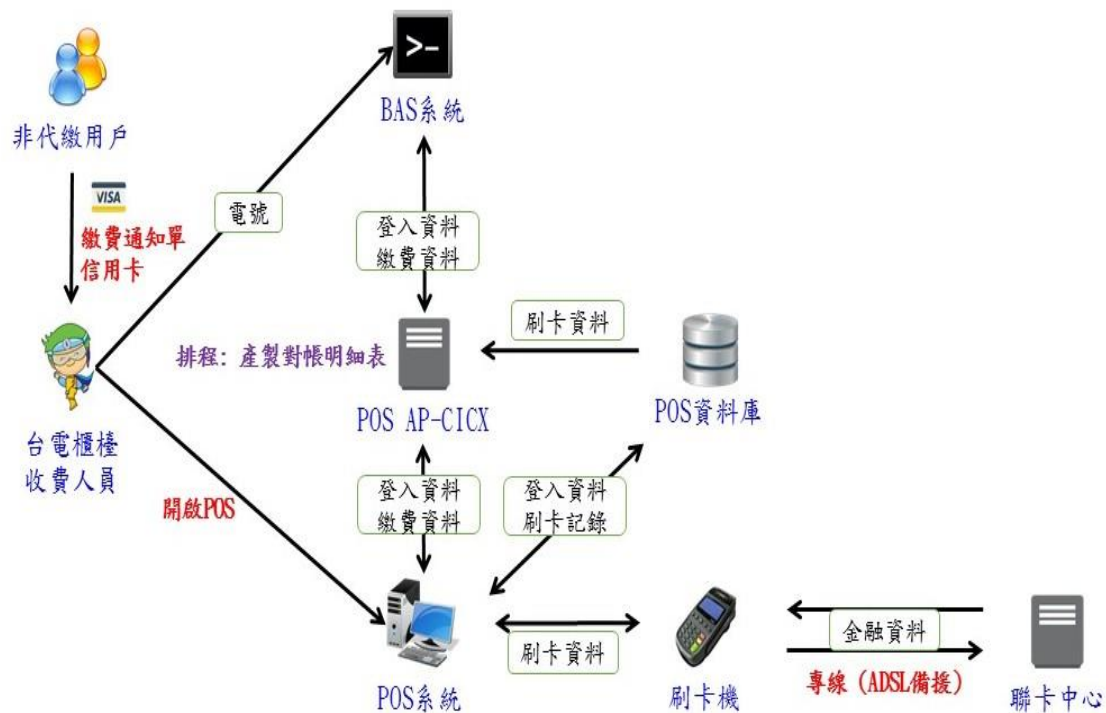 >-
BAS系統
非代繳用戶
VISA
電號
繳費通知單
信用卡
登入資料
繳費資料
刷卡資料
排程：產製對帳明細表
POS AP-CICX
POS資料庫
台電櫃檯
收費人員
開啟POS
登入資料
繳費資料
登入資料
刷卡記錄
刷卡資料
金融資料
專線 (ADSL備援)
POS系統
刷卡機
聯卡中心